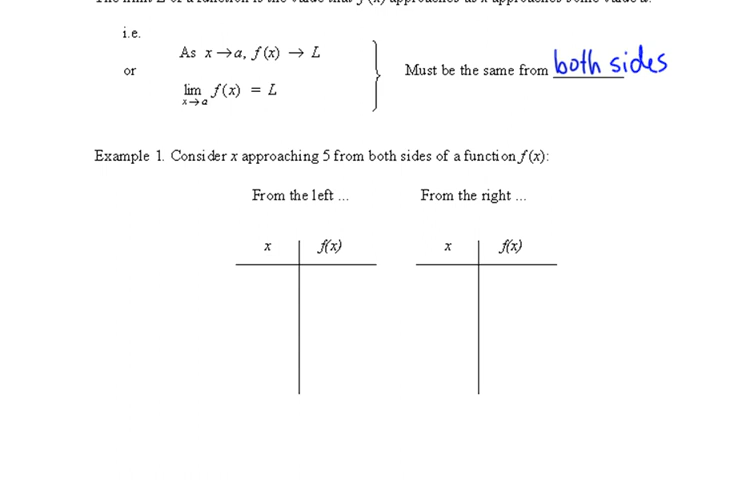 i.e.
As x→a, f(x) → L
or
lim f(x) = L
x→a
Must be the same from both sides
Example 1. Consider x approaching 5 from both sides of a function f(x):
From the left ... From the right ...
x f(x) x f(x)